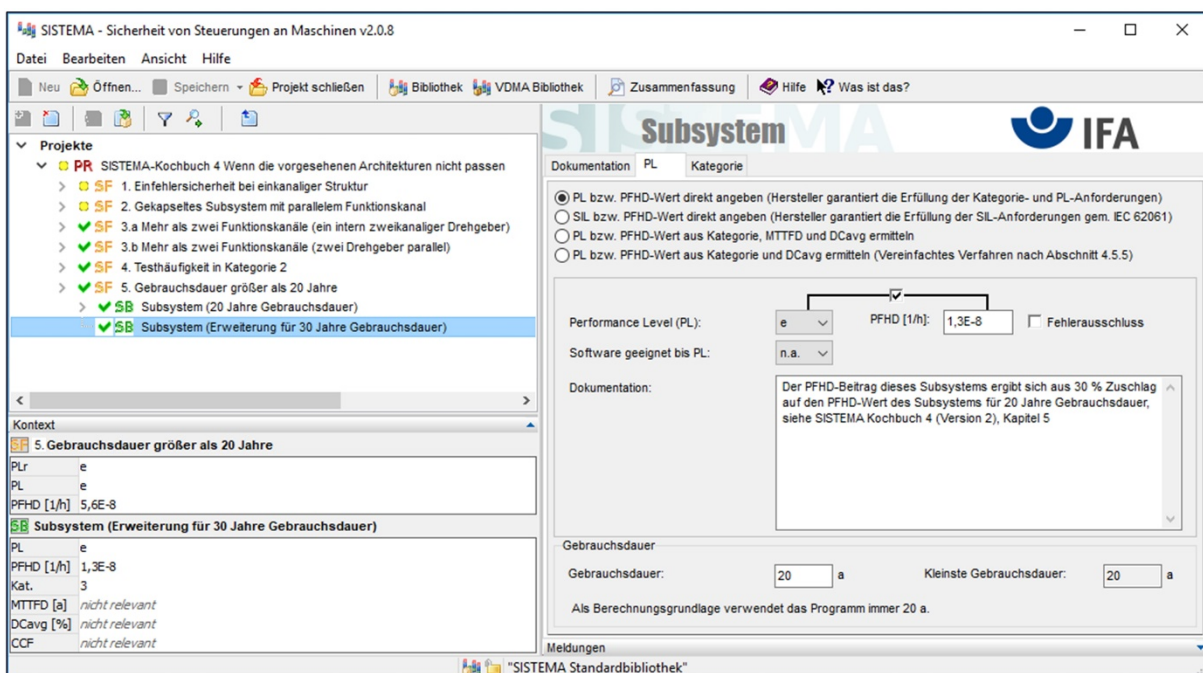 SISTEMA - Sicherheit von Steuerungen an Maschinen v2.0.8
Datei Bearbeiten Ansicht Hilfe
Neu Öffnen... Speichern Projekt schließen Bibliothek VDMA Bibliothek Zusammenfassung Hilfe Was ist das?
Projekte
PR SISTEMA-Kochbuch 4 Wenn die vorgesehenen Architekturen nicht passen
SF 1. Einfehlersicherheit bei einkanaliger Struktur
SF 2. Gekapseltes Subsystem mit parallelem Funktionskanal
SF 3.a Mehr als zwei Funktionskanäle (ein intern zweikanaliger Drehgeber)
SF 3.b Mehr als zwei Funktionskanäle (zwei Drehgeber parallel)
SF 4. Testhäufigkeit in Kategorie 2
SF 5. Gebrauchsdauer größer als 20 Jahre
SB Subsystem (20 Jahre Gebrauchsdauer)
SB Subsystem (Erweiterung für 30 Jahre Gebrauchsdauer)
Kontext
SF 5. Gebrauchsdauer größer als 20 Jahre
PLr e
PL e
PFHD [1/h] 5,6E-8
SB Subsystem (Erweiterung für 30 Jahre Gebrauchsdauer)
PL e
PFHD [1/h] 1,3E-8
Kat. 3
MTTFD [a] nicht relevant
DCavg [%] nicht relevant
CCF nicht relevant
SISTEMA
Subsystem
IFA
Dokumentation PL Kategorie
PL bzw. PFHD-Wert direkt angeben (Hersteller garantiert die Erfüllung der Kategorie- und PL-Anforderungen)
SIL bzw. PFHD-Wert direkt angeben (Hersteller garantiert die Erfüllung der SIL-Anforderungen gem. IEC 62061)
PL bzw. PFHD-Wert aus Kategorie, MTTFD und DCavg ermitteln
PL bzw. PFHD-Wert aus Kategorie und DCavg ermitteln (Vereinfachtes Verfahren nach Abschnitt 4.5.5)
Performance Level (PL): e PFHD [1/h]: 1,3E-8 Fehlerausschluss
Software geeignet bis PL: n.a.
Dokumentation:
Der PFHD-Beitrag dieses Subsystems ergibt sich aus 30 % Zuschlag
auf den PFHD-Wert des Subsystems für 20 Jahre Gebrauchsdauer,
siehe SISTEMA Kochbuch 4 (Version 2), Kapitel 5
Gebrauchsdauer
Gebrauchsdauer: 20 a Kleinste Gebrauchsdauer: 20 a
Als Berechnungsgrundlage verwendet das Programm immer 20 a.
Meldungen
"SISTEMA Standardbibliothek"